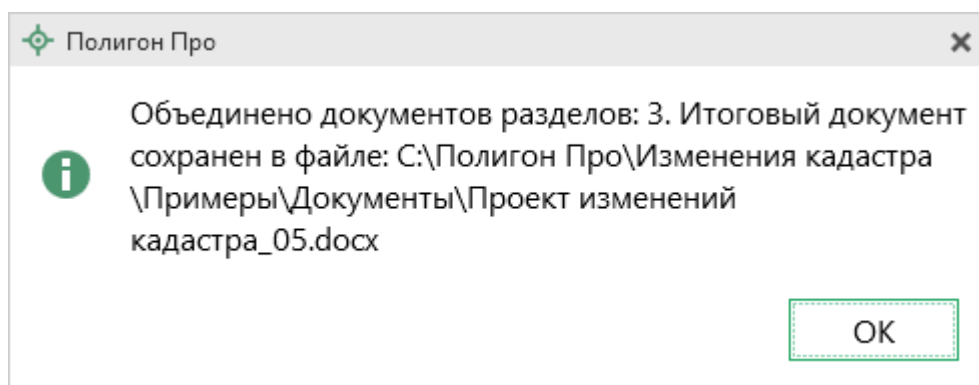 Полигон Про
Объединено документов разделов: 3. Итоговый документ
сохранен в файле: C:\Полигон Про\Изменения кадастра
\Примеры\Документы\Проект изменений
кадастра_05.docx
ОК